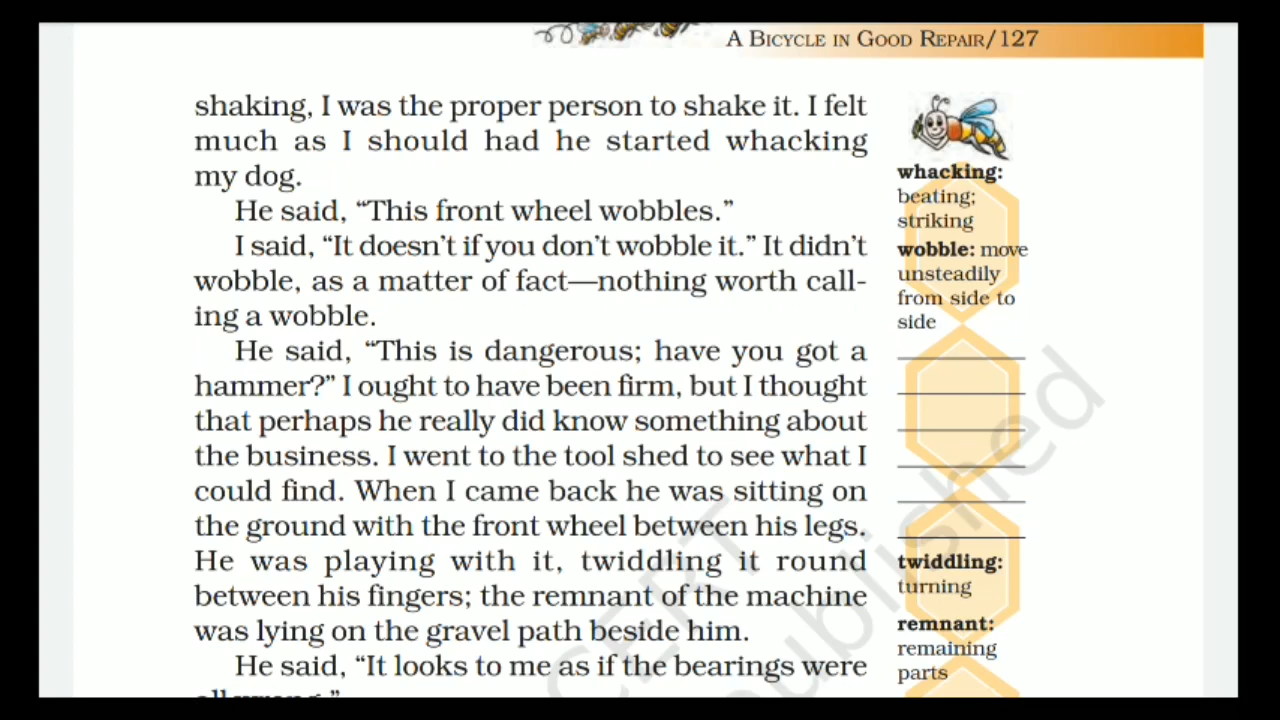 A Bicycle in Good Repair/127
shaking, I was the proper person to shake it. I felt
much as I should had he started whacking
my dog.
He said, “This front wheel wobbles.”
I said, “It doesn’t if you don’t wobble it.” It didn’t
wobble, as a matter of fact—nothing worth call-
ing a wobble.
He said, “This is dangerous; have you got a
hammer?” I ought to have been firm, but I thought
that perhaps he really did know something about
the business. I went to the tool shed to see what I
could find. When I came back he was sitting on
the ground with the front wheel between his legs.
He was playing with it, twiddling it round
between his fingers; the remnant of the machine
was lying on the gravel path beside him.
He said, “It looks to me as if the bearings were
whacking:
beating;
striking
wobble: move
unsteadily
from side to
side
twiddling:
turning
remnant:
remaining
parts